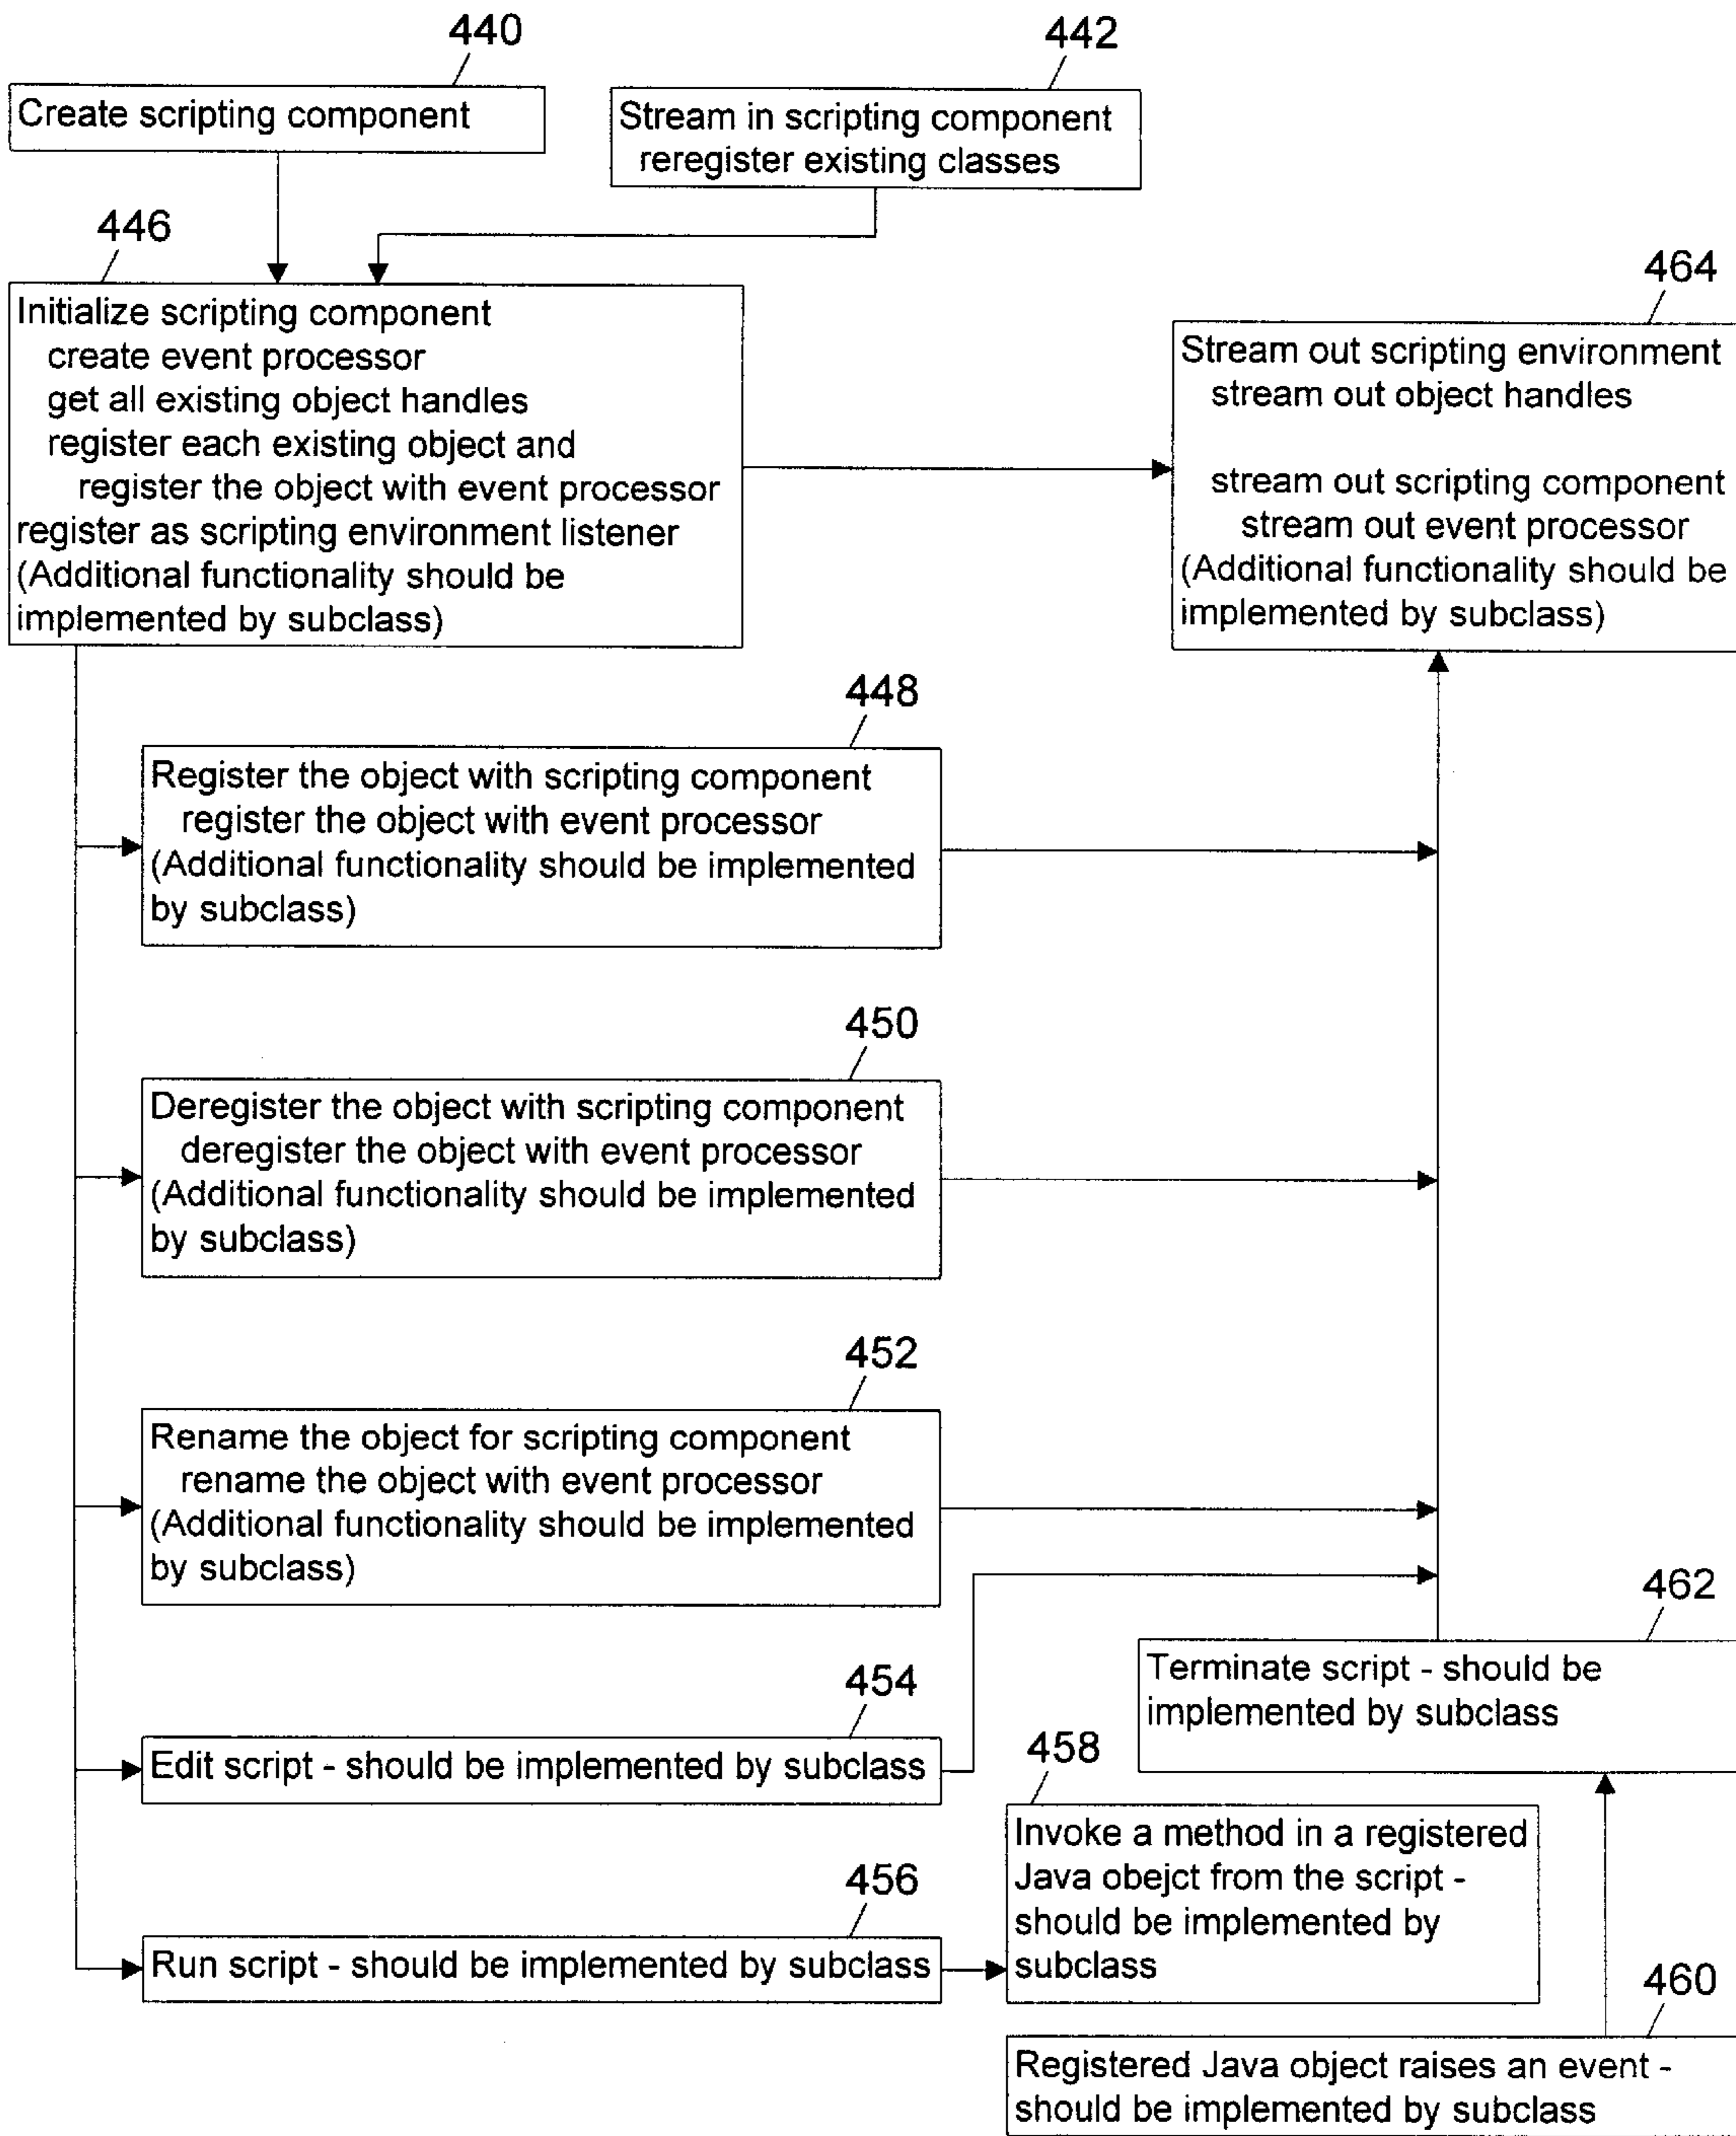 440
Create scripting component
442
Stream in scripting component
reregister existing classes
446
Initialize scripting component
create event processor
get all existing object handles
register each existing object and
register the object with event processor
register as scripting environment listener
(Additional functionality should be
implemented by subclass)
464
Stream out scripting environment
stream out object handles
stream out scripting component
stream out event processor
(Additional functionality should be
implemented by subclass)
448
Register the object with scripting component
register the object with event processor
(Additional functionality should be implemented
by subclass)
450
Deregister the object with scripting component
deregister the object with event processor
(Additional functionality should be implemented
by subclass)
452
Rename the object for scripting component
rename the object with event processor
(Additional functionality should be implemented
by subclass)
462
Terminate script - should be
implemented by subclass
454
Edit script - should be implemented by subclass
458
Invoke a method in a registered
Java obejct from the script -
should be implemented by
subclass
456
Run script - should be implemented by subclass
460
Registered Java object raises an event -
should be implemented by subclass